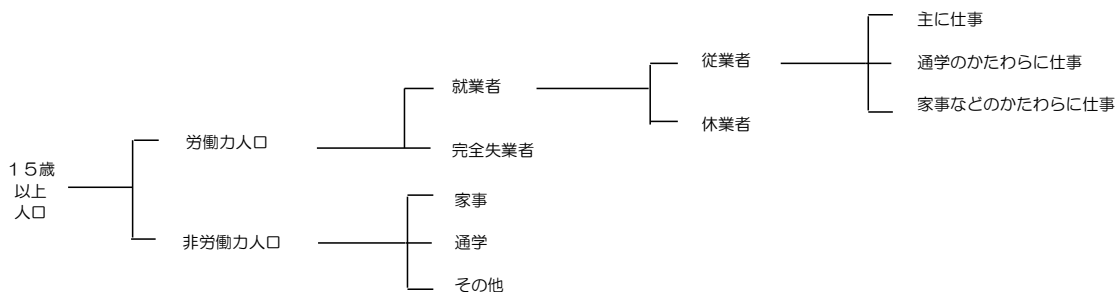 主に仕事
従業者
通学のかたわらに仕事
就業者
家事などのかたわらに仕事
休業者
労働力人口
完全失業者
１５歳
以上
人口
家事
非労働力人口
通学
その他